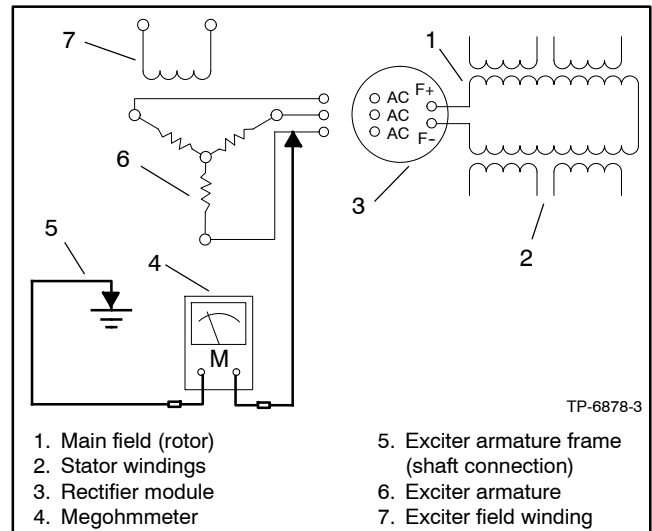 7
1
AC F+
AC
AC F−
6
3
2
5
4
M
TP-6878-3
1. Main field (rotor)
2. Stator windings
3. Rectifier module
4. Megohmmeter
5. Exciter armature frame
(shaft connection)
6. Exciter armature
7. Exciter field winding